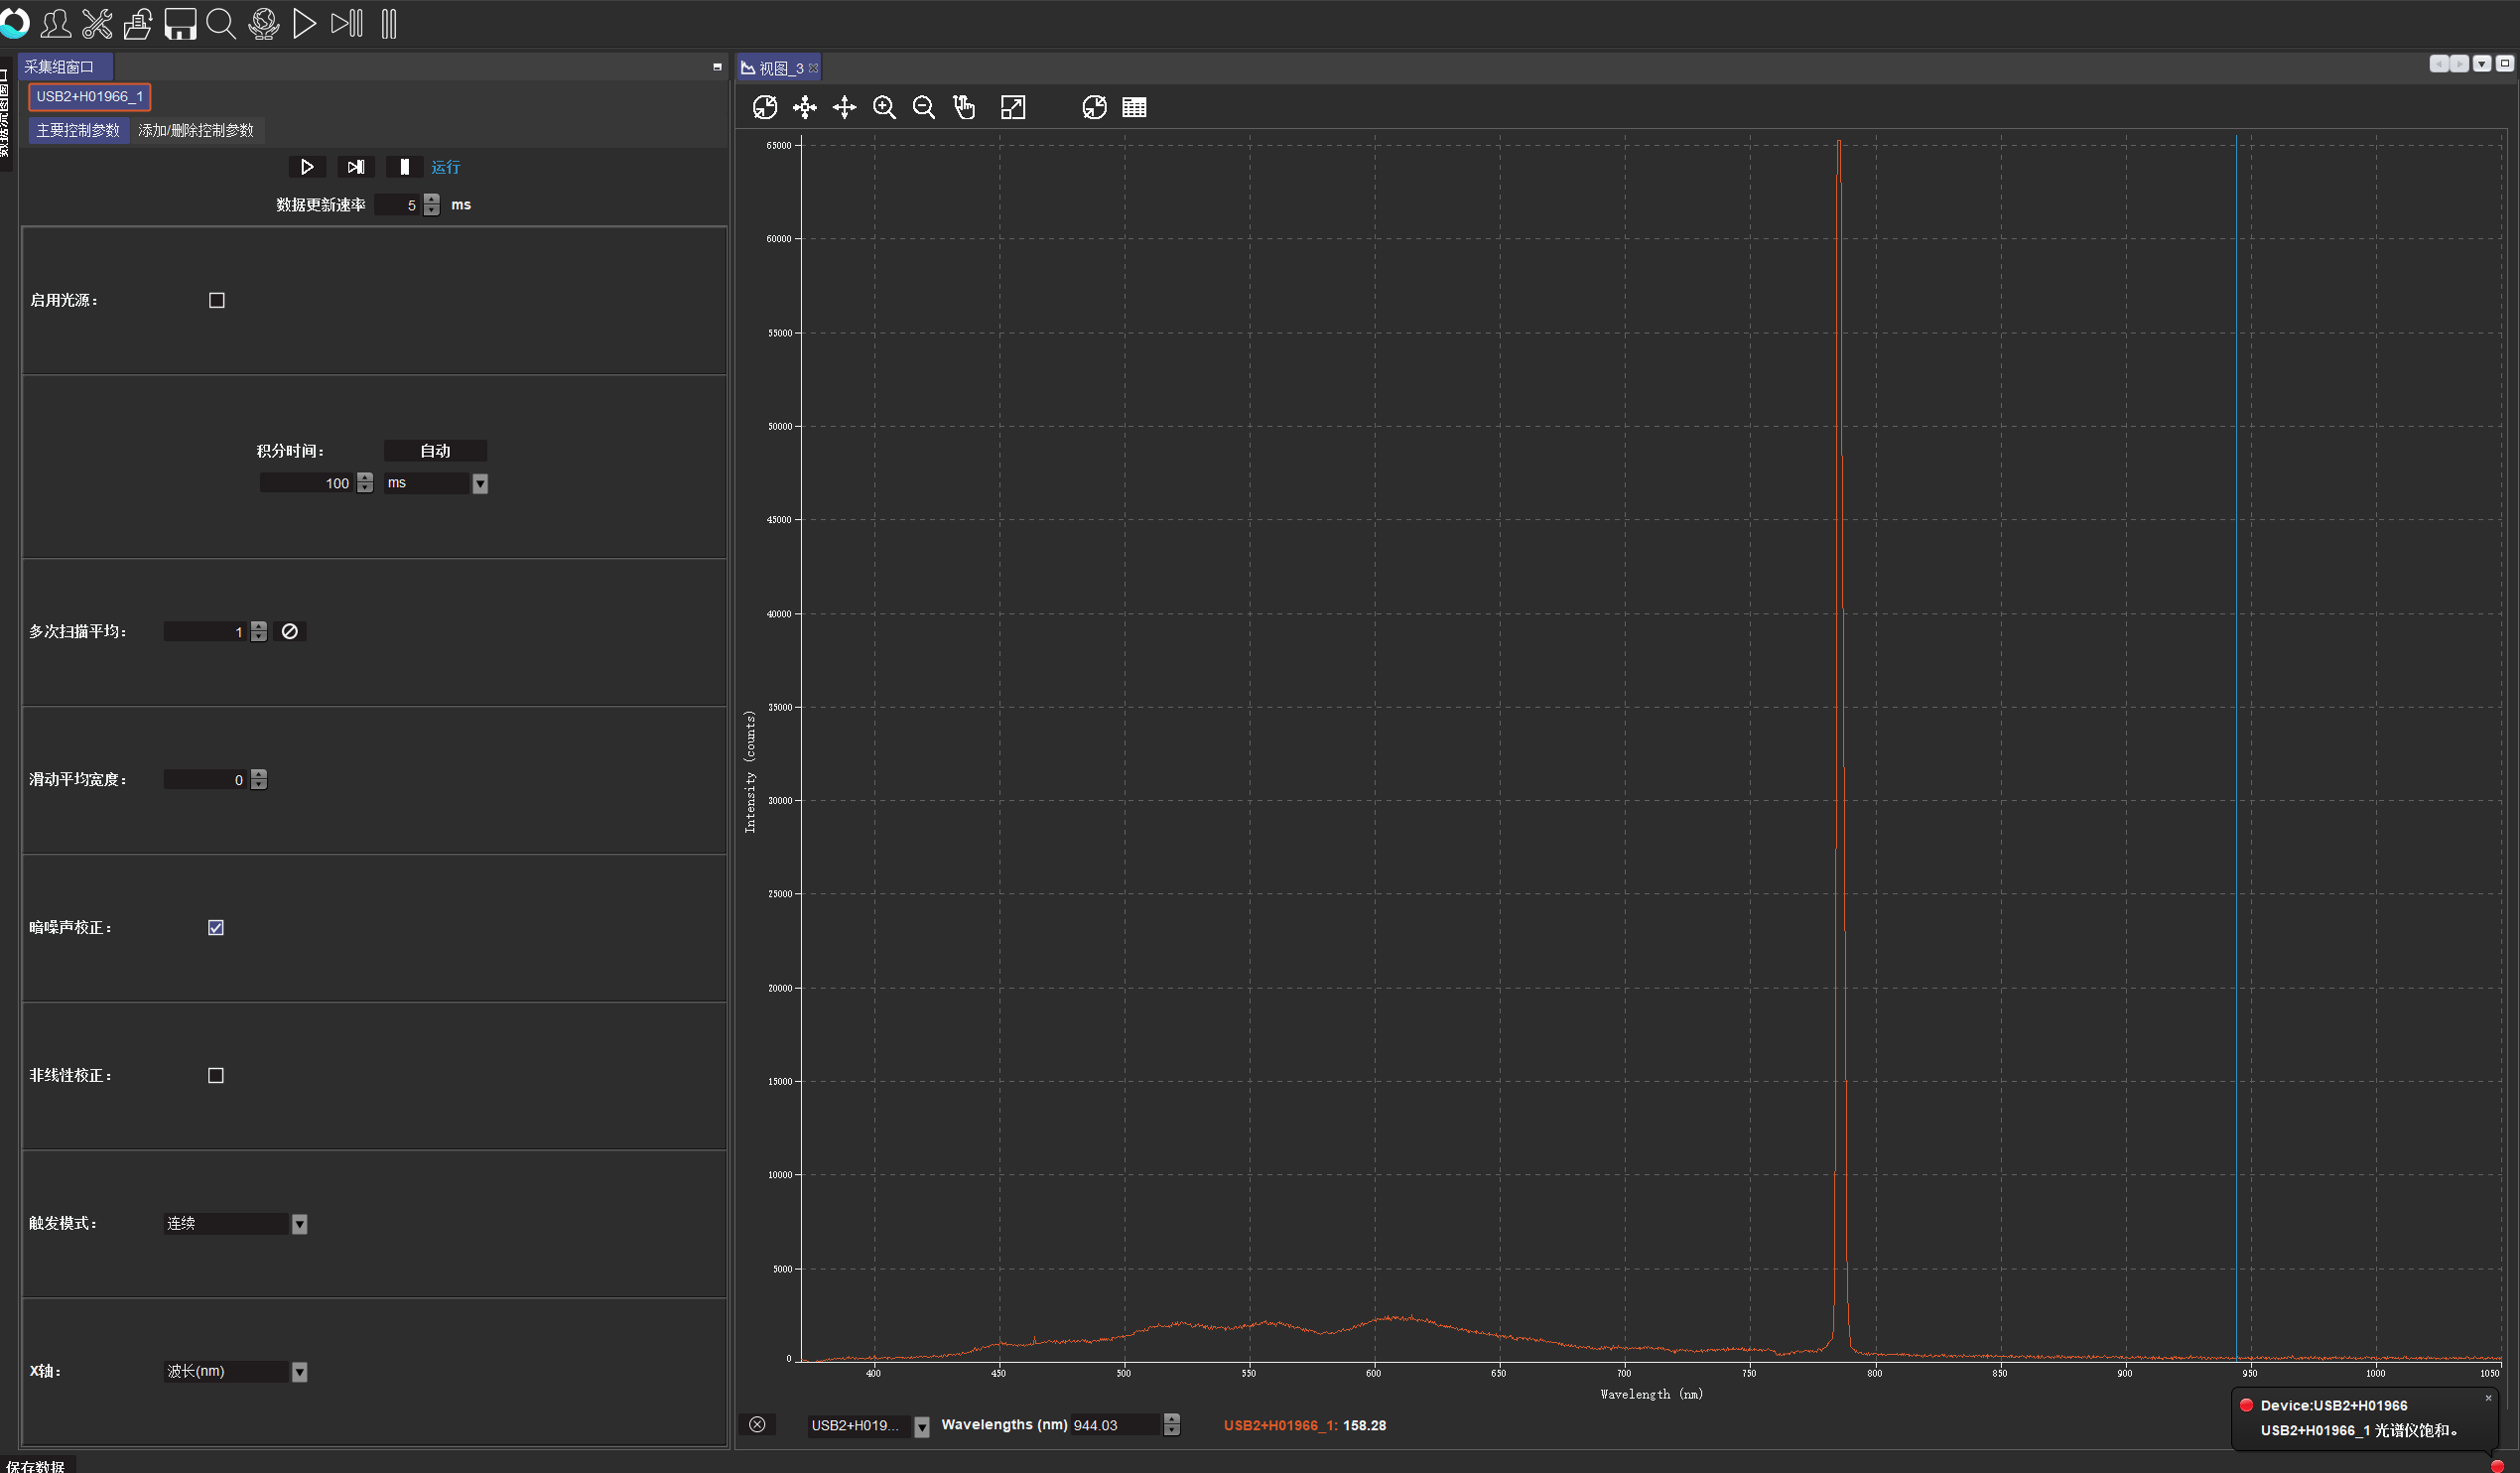 采集组窗口
USB2+H01966_1
主要控制参数 添加/删除控制参数
运行
数据更新速率 5 ms
启用光源：
积分时间： 自动
100 ms
多次扫描平均： 1
滑动平均宽度： 0
暗噪声校正：
非线性校正：
触发模式： 连续
X轴： 波长(nm)
保存数据
视图_3
65000
60000
55000
50000
45000
40000
35000
30000
25000
20000
15000
10000
5000
0
Intensity (counts)
400 450 500 550 600 650 700 750 800 850 900 950 1000 1050
Wavelength (nm)
USB2+H019... Wavelengths (nm) 944.03 USB2+H01966_1: 158.28
Device:USB2+H01966
USB2+H01966_1 光谱仪饱和。